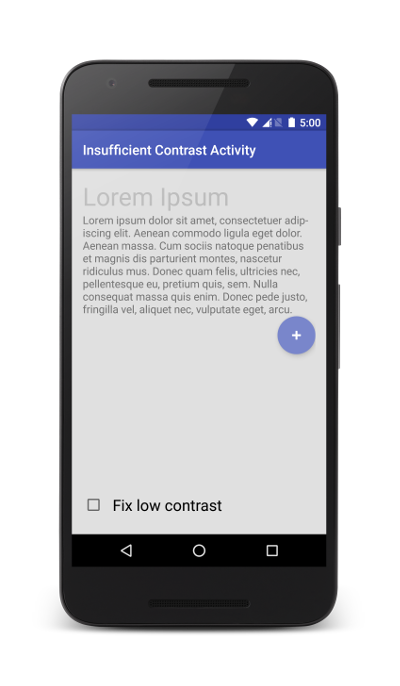 5:00
Insufficient Contrast Activity
Lorem Ipsum
Lorem ipsum dolor sit amet, consectetuer adip-
iscing elit. Aenean commodo ligula eget dolor.
Aenean massa. Cum sociis natoque penatibus
et magnis dis parturient montes, nascetur
ridiculus mus. Donec quam felis, ultricies nec,
pellentesque eu, pretium quis, sem. Nulla
consequat massa quis enim. Donec pede justo,
fringilla vel, aliquet nec, vulputate eget, arcu.
+
Fix low contrast